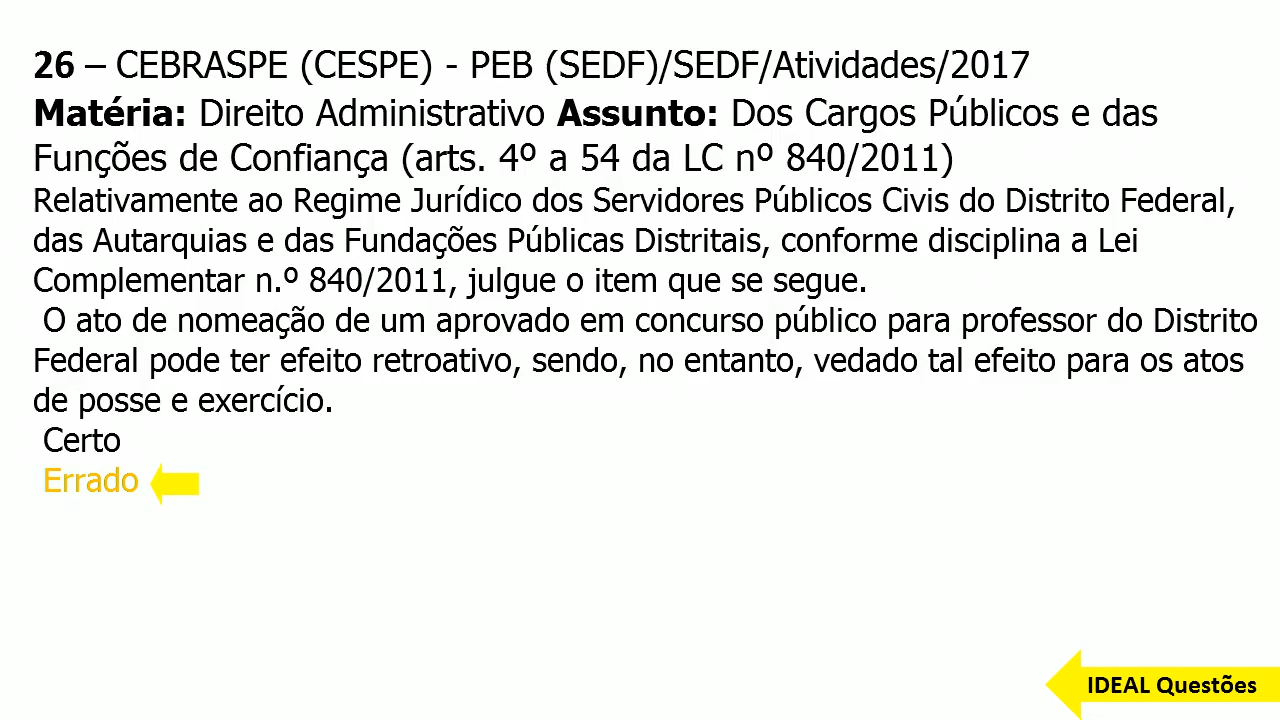 26 – CEBRASPE (CESPE) - PEB (SEDF)/SEDF/Atividades/2017
Matéria: Direito Administrativo Assunto: Dos Cargos Públicos e das
Funções de Confiança (arts. 4º a 54 da LC nº 840/2011)
Relativamente ao Regime Jurídico dos Servidores Públicos Civis do Distrito Federal,
das Autarquias e das Fundações Públicas Distritais, conforme disciplina a Lei
Complementar n.º 840/2011, julgue o item que se segue.
O ato de nomeação de um aprovado em concurso público para professor do Distrito
Federal pode ter efeito retroativo, sendo, no entanto, vedado tal efeito para os atos
de posse e exercício.
Certo
Errado
IDEAL Questões